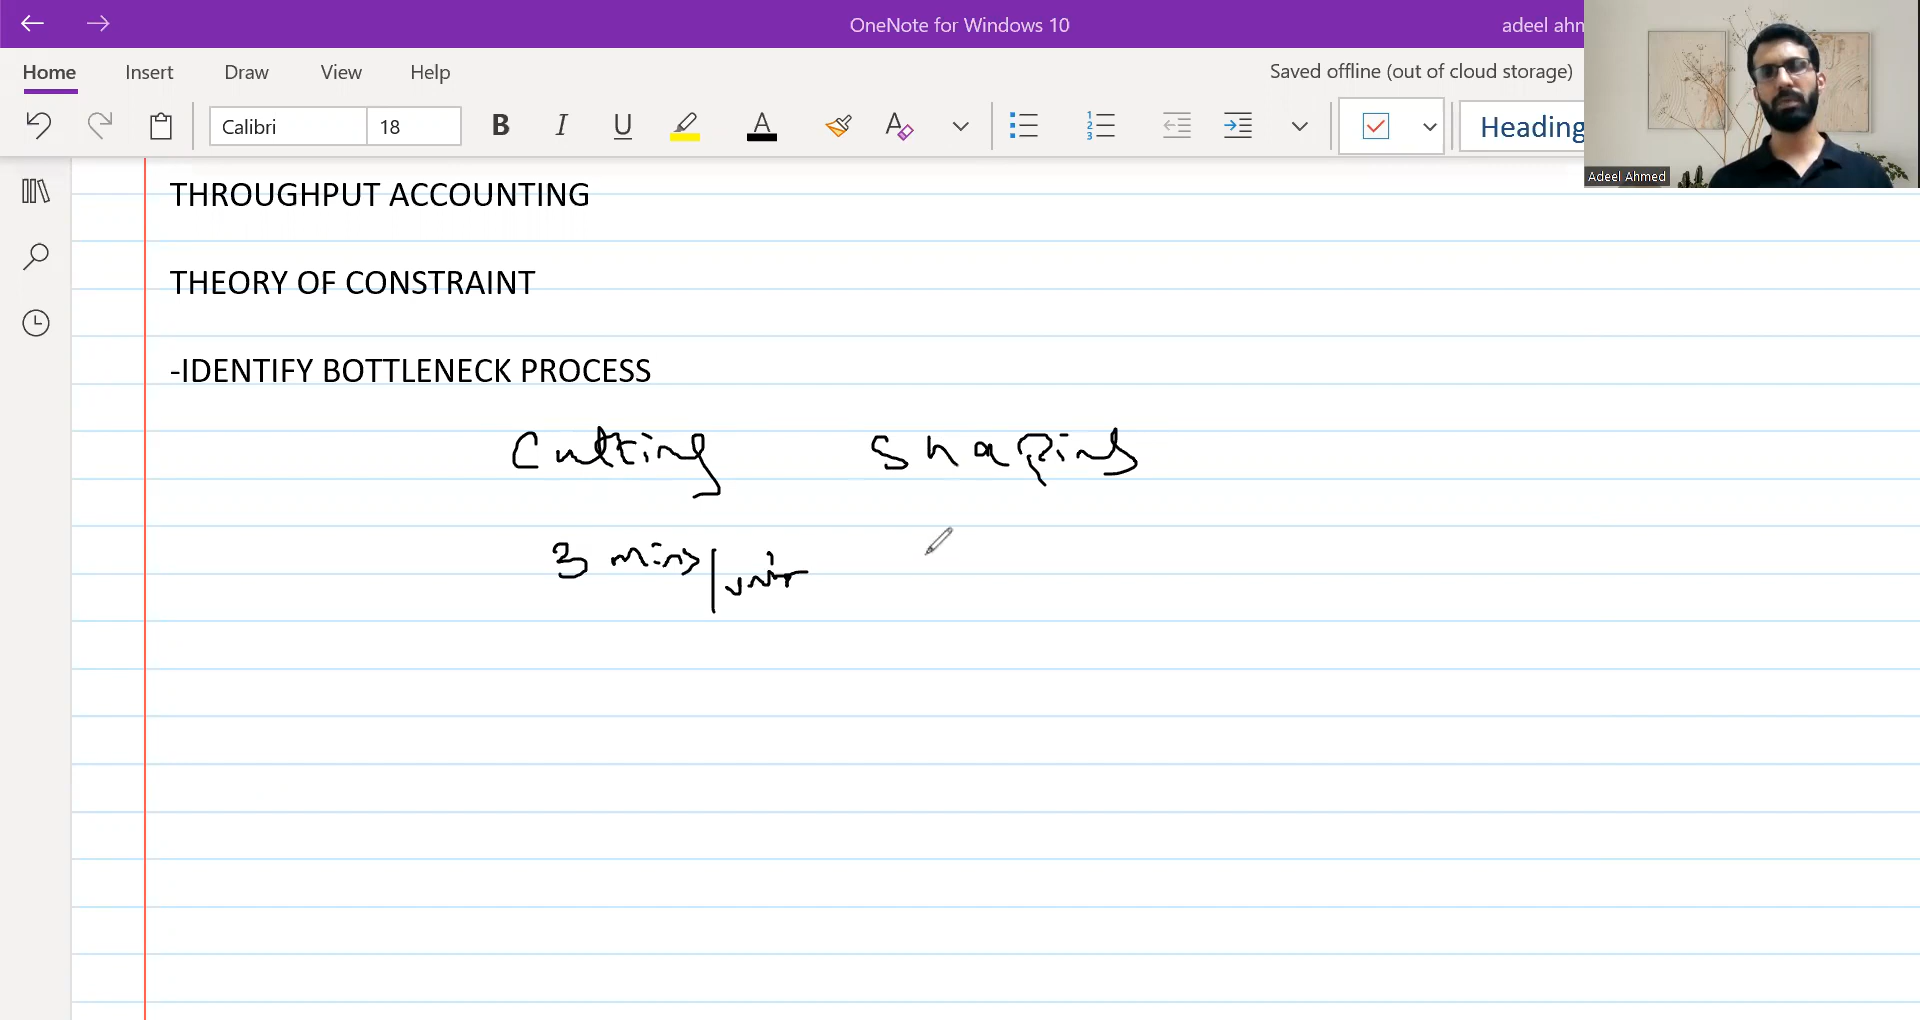 OneNote for Windows 10
adeel ahm
Home Insert Draw View Help
Saved offline (out of cloud storage)
Calibri 18 B I U A A Heading
Adeel Ahmed
THROUGHPUT ACCOUNTING
THEORY OF CONSTRAINT
-IDENTIFY BOTTLENECK PROCESS
Cutting Shaping
3 mins/unit